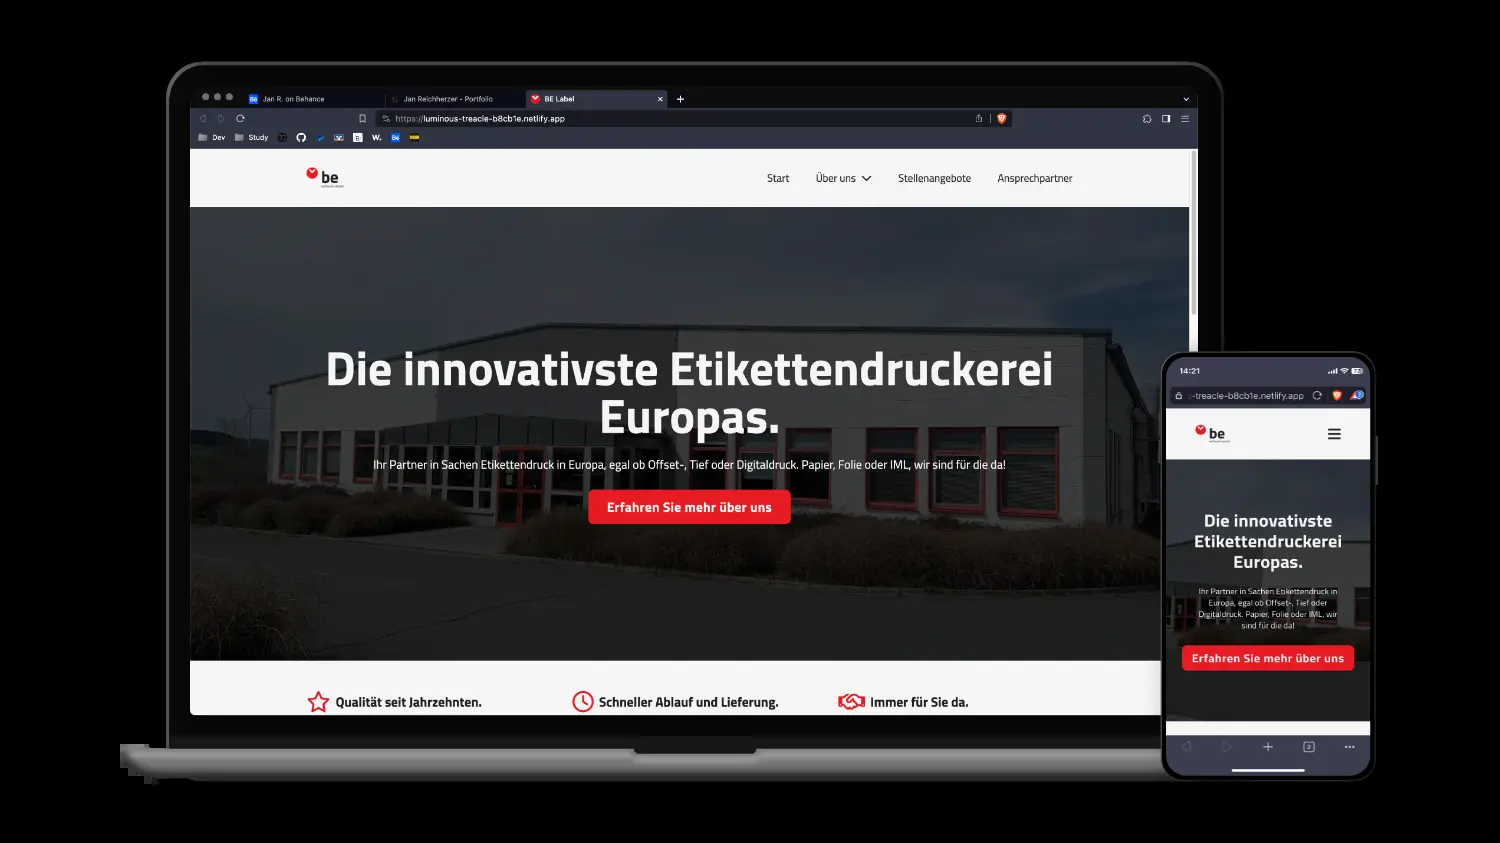 Jan R. on Behance
Jan Reichherzer - Portfolio
BE Label
https://luminous-treacle-b8cb1e.netlify.app
Dev
Study
W.
Bē
be
Start
Über uns
Stellenangebote
Ansprechpartner
Die innovativste Etikettendruckerei
Europas.
Ihr Partner in Sachen Etikettendruck in Europa, egal ob Offset-, Tief oder Digitaldruck. Papier, Folie oder IML, wir sind für die da!
Erfahren Sie mehr über uns
Qualität seit Jahrzehnten.
Schneller Ablauf und Lieferung.
Immer für Sie da.
14:21
-treacle-b8cb1e.netlify.app
be
Die innovativste
Etikettendruckerei
Europas.
Ihr Partner in Sachen Etikettendruck in
Europa, egal ob Offset-, Tief oder
Digitaldruck. Papier, Folie oder IML, wir
sind für die da!
Erfahren Sie mehr über uns
2